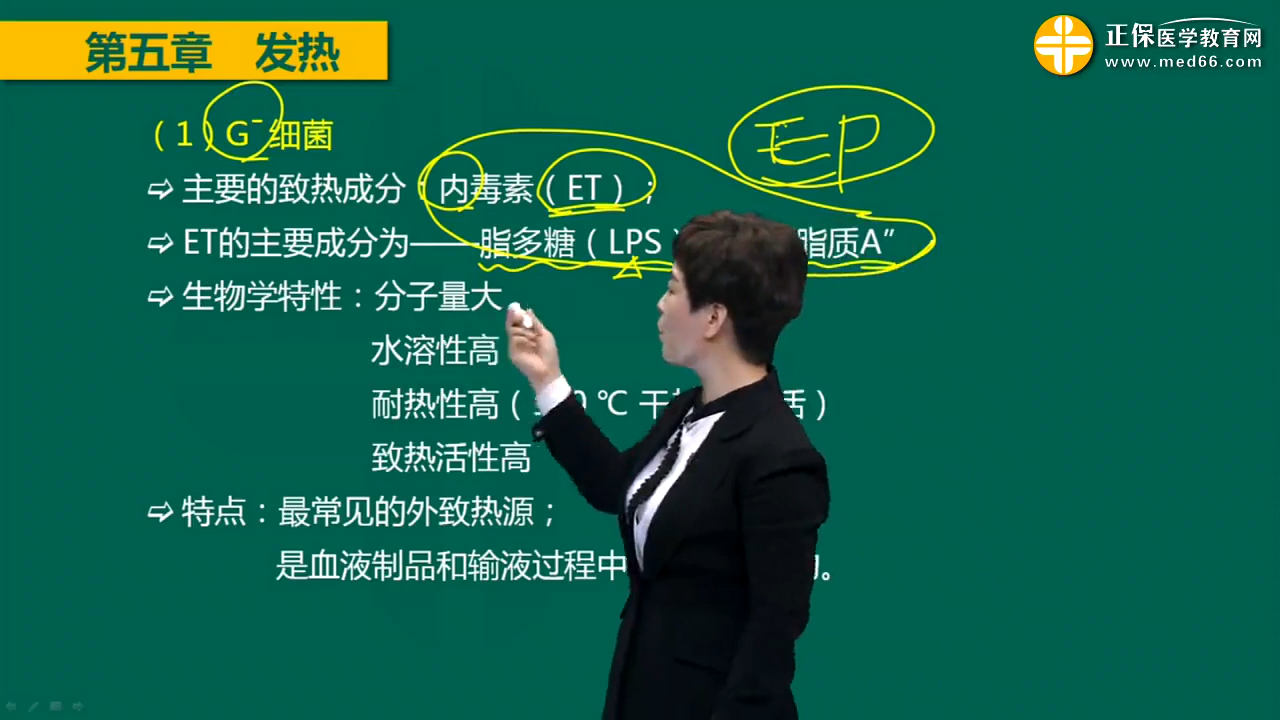 第五章 发热
正保医学教育网
www.med66.com
（1）G⁻细菌
EP
➪ 主要的致热成分：内毒素（ET）；
➪ ET的主要成分为——脂多糖（LPS 脂质A”
➪ 生物学特性：分子量大
水溶性高
耐热性高（ 0 ℃ 干 活）
致热活性高
➪ 特点：最常见的外致热源；
是血液制品和输液过程中 。